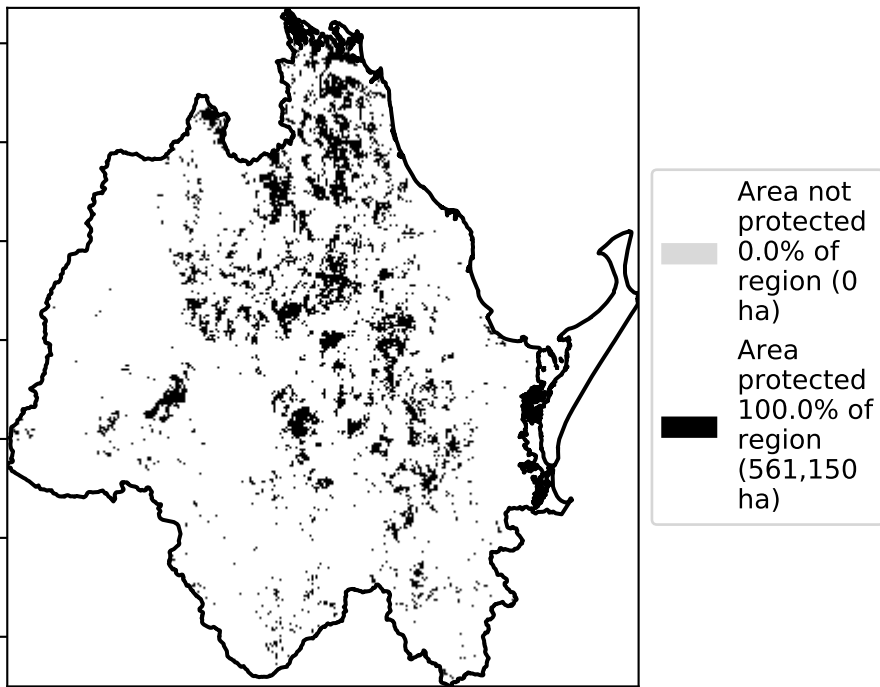 Area not
protected
0.0% of
region (0
ha)
Area
protected
100.0% of
region
(561,150
ha)